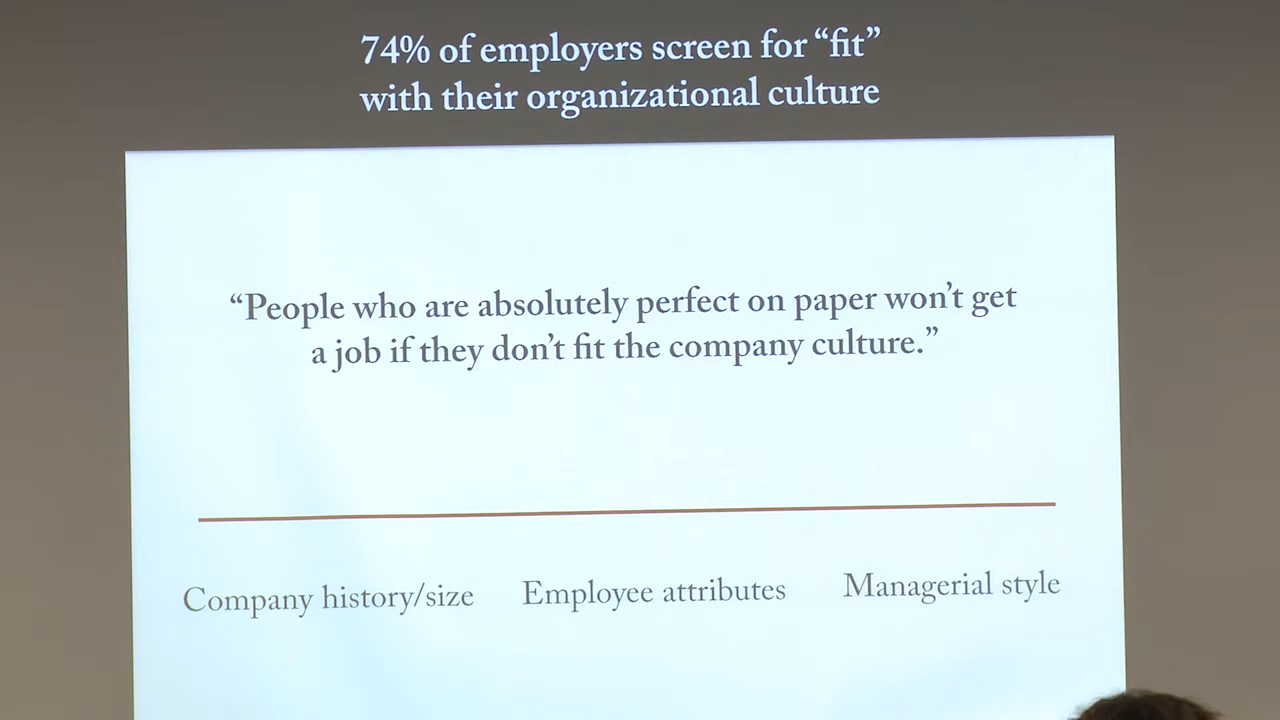 74% of employers screen for “fit”
with their organizational culture
“People who are absolutely perfect on paper won’t get
a job if they don’t fit the company culture.”
Company history/size Employee attributes Managerial style